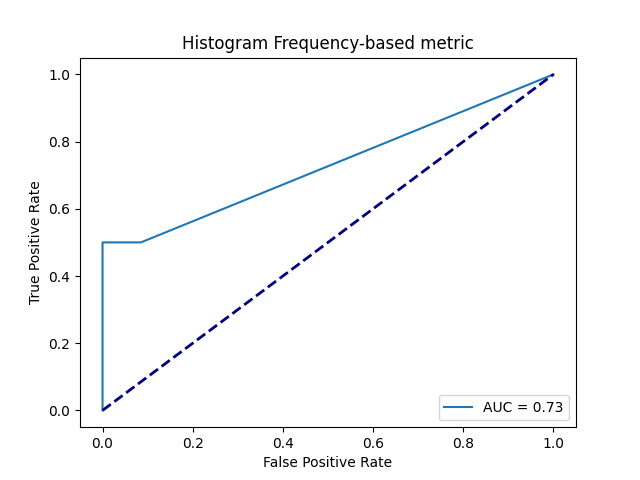 Histogram Frequency-based metric
1.0
0.8
0.6
0.4
0.2
0.0
True Positive Rate
0.0 0.2 0.4 0.6 0.8 1.0
False Positive Rate
AUC = 0.73